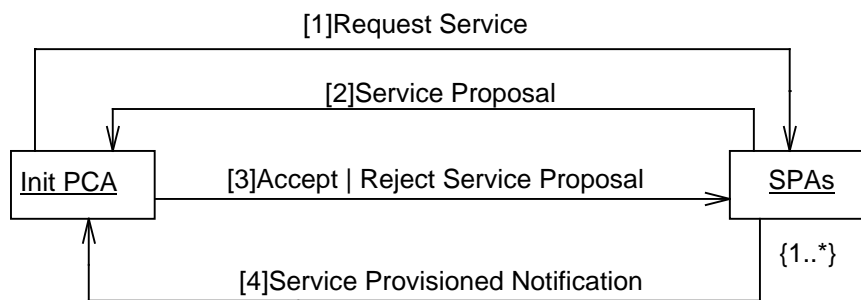 [1]Request Service
[2]Service Proposal
Init PCA
[3]Accept | Reject Service Proposal
SPAs
{1..*}
[4]Service Provisioned Notification